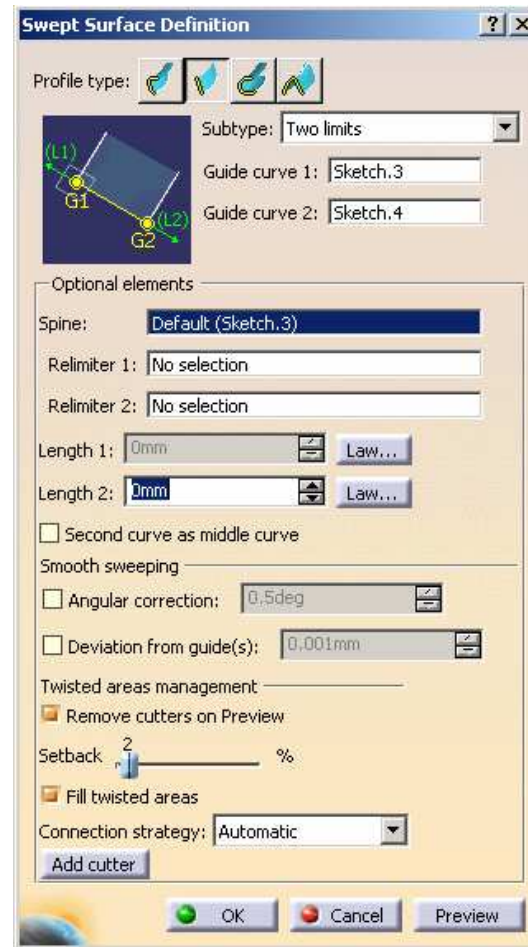 Swept Surface Definition
Profile type:
Subtype: Two limits
(L1)
G1
(L2)
G2
Guide curve 1: Sketch.3
Guide curve 2: Sketch.4
Optional elements
Spine: Default (Sketch.3)
Relimiter 1: No selection
Relimiter 2: No selection
Length 1: 0mm Law...
Length 2: 0mm Law...
Second curve as middle curve
Smooth sweeping
Angular correction: 0.5deg
Deviation from guide(s): 0.001mm
Twisted areas management
Remove cutters on Preview
Setback 2 %
Fill twisted areas
Connection strategy: Automatic
Add cutter
OK Cancel Preview